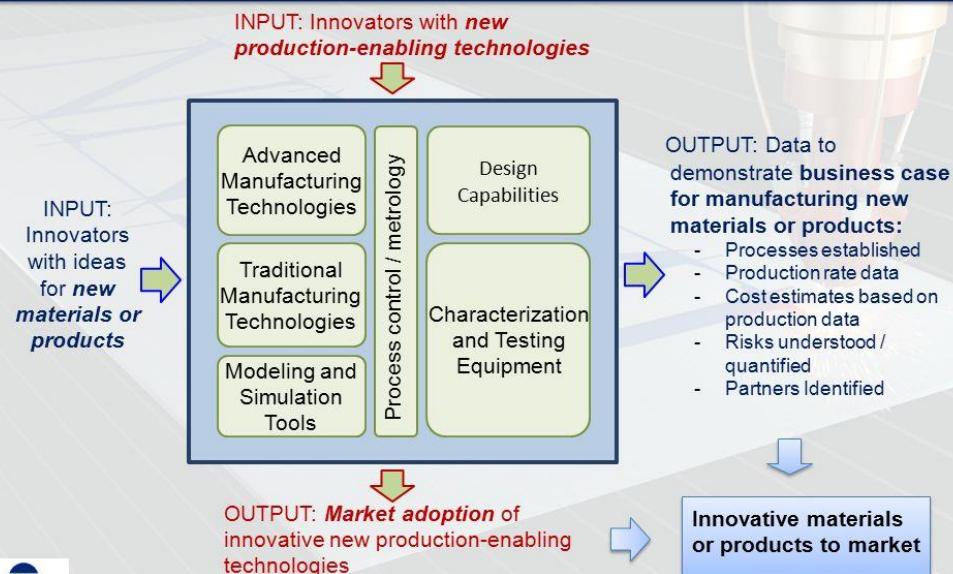 INPUT: Innovators with new
production-enabling technologies
INPUT:
Innovators
with ideas
for new
materials or
products
Advanced
Manufacturing
Technologies
Traditional
Manufacturing
Technologies
Modeling and
Simulation
Tools
Process control / metrology
Design
Capabilities
Characterization
and Testing
Equipment
OUTPUT: Data to
demonstrate business case
for manufacturing new
materials or products:
- Processes established
- Production rate data
- Cost estimates based on
production data
- Risks understood /
quantified
- Partners Identified
OUTPUT: Market adoption of
innovative new production-enabling
technologies
Innovative materials
or products to market